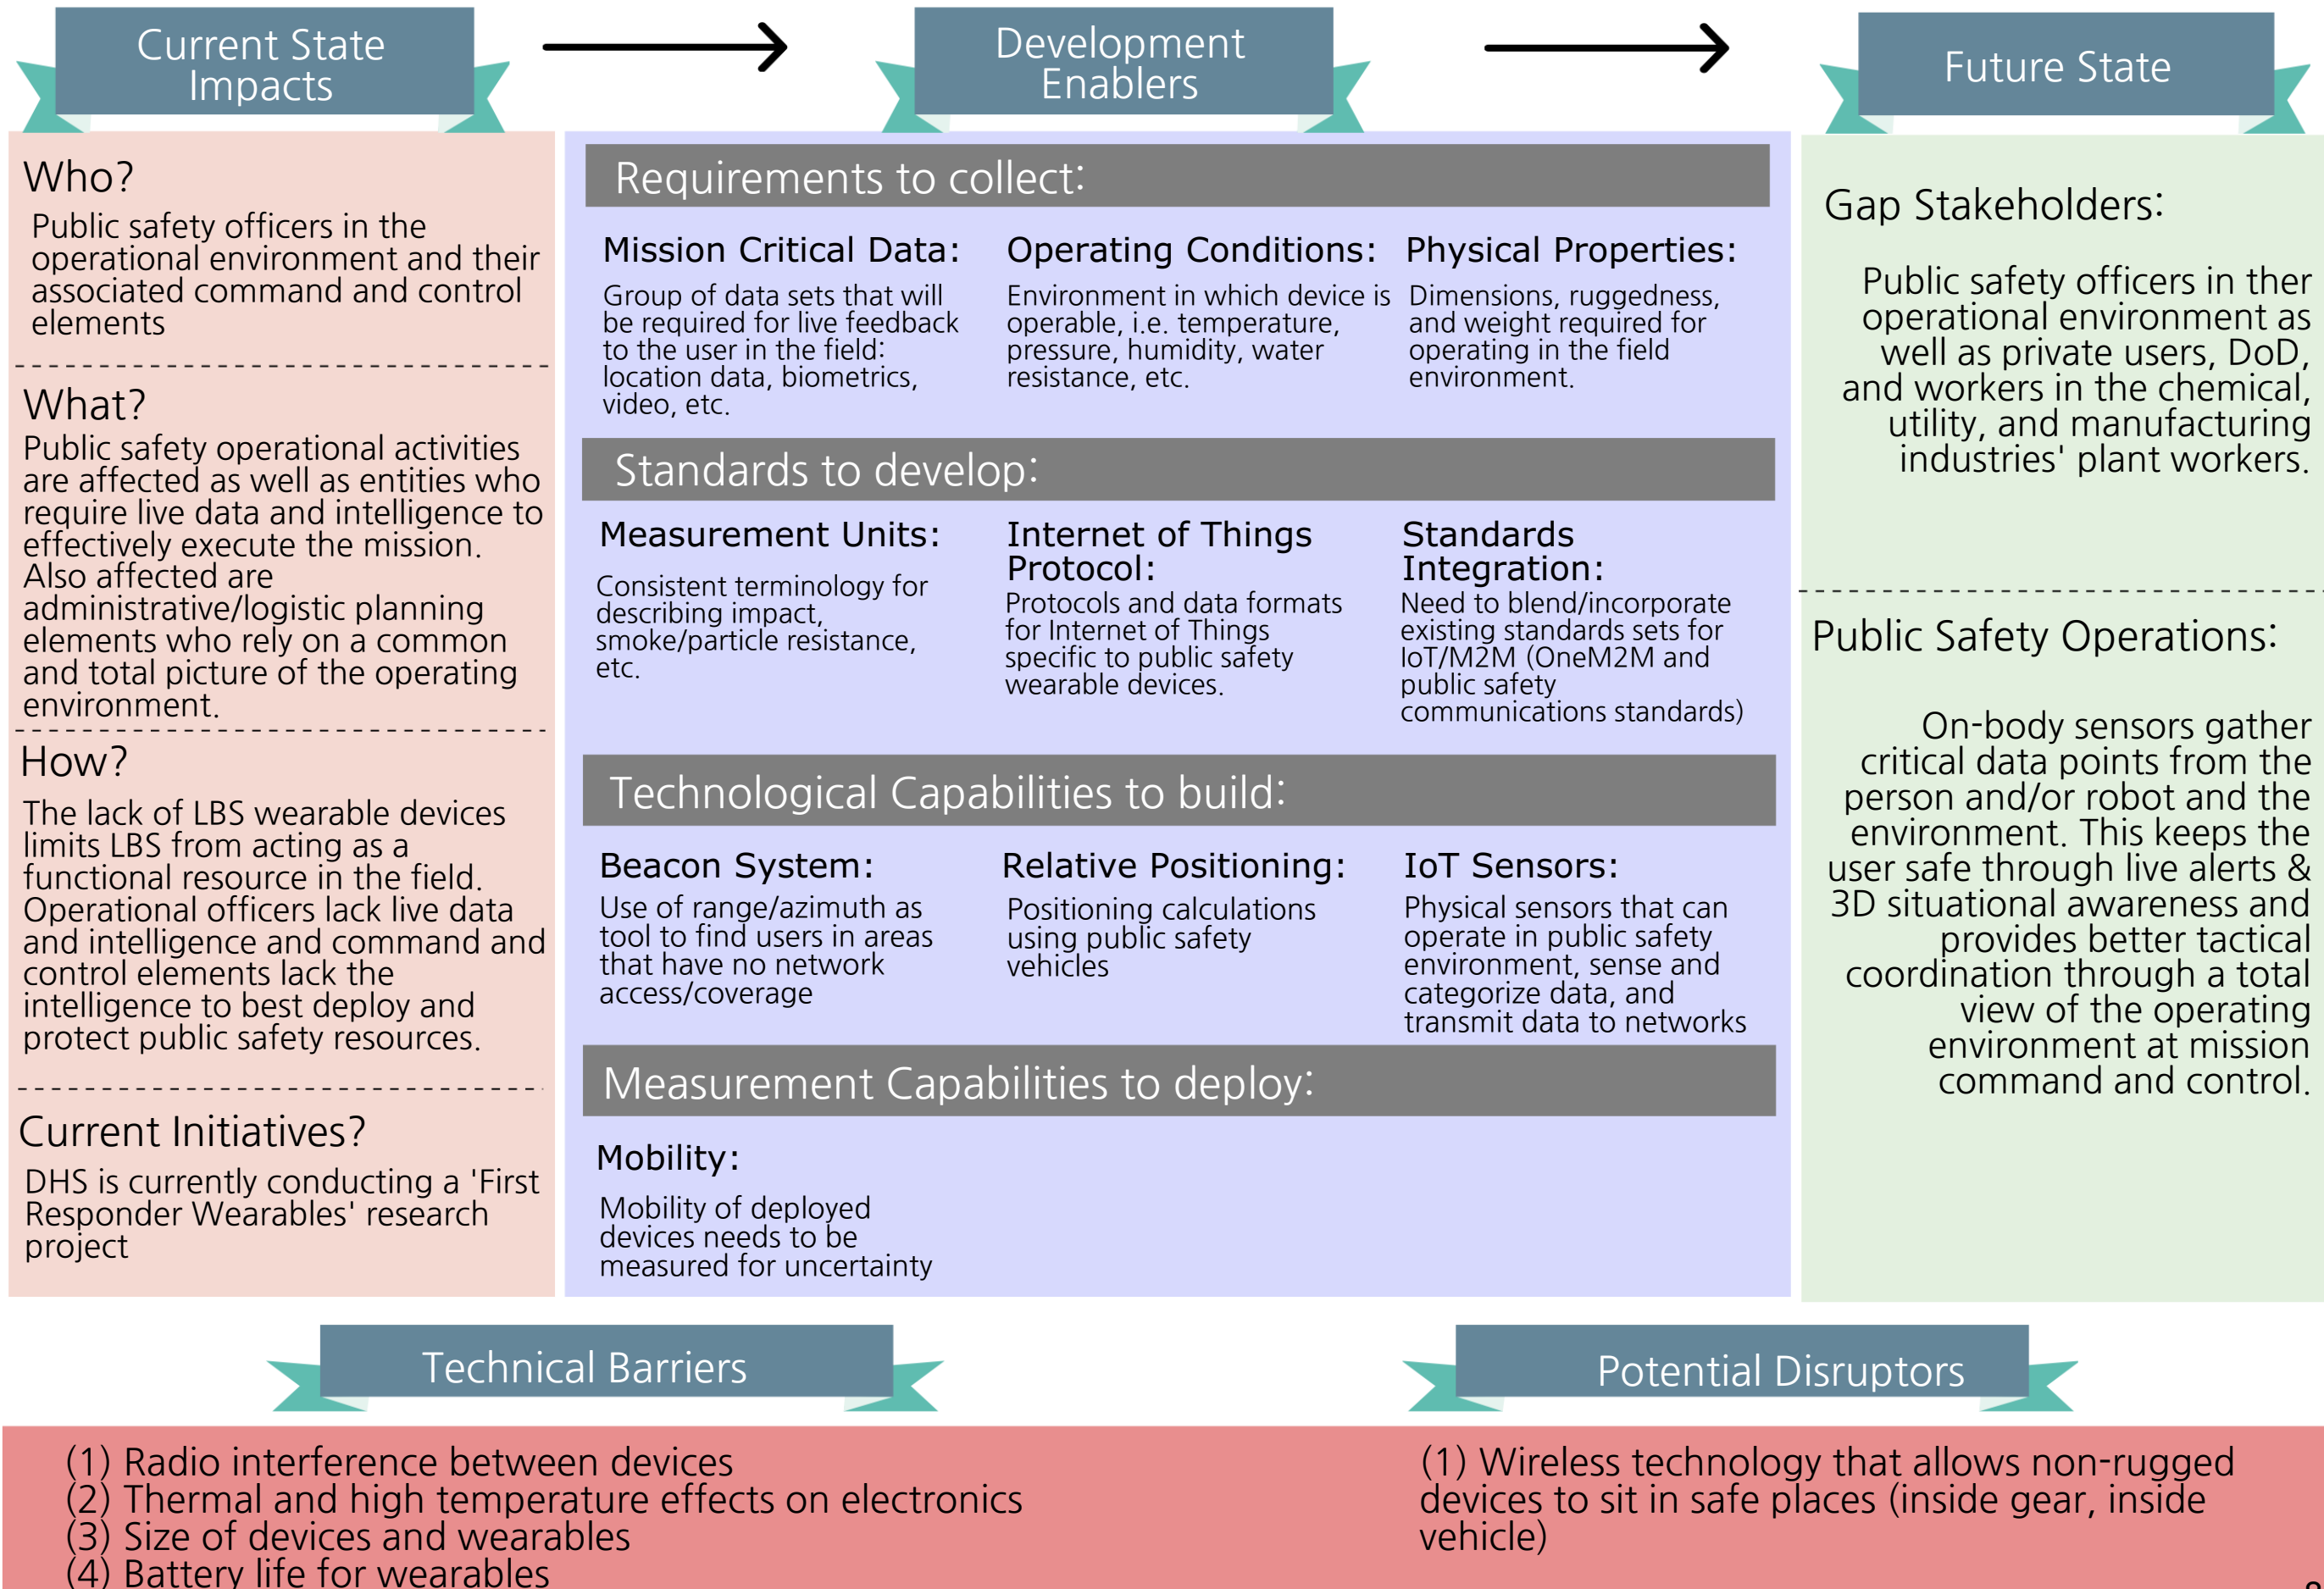 Current State
Impacts
Development
Enablers
Future State
Who?
Public safety officers in the
operational environment and their
associated command and control
elements
What?
Public safety operational activities
are affected as well as entities who
require live data and intelligence to
effectively execute the mission.
Also affected are
administrative/logistic planning
elements who rely on a common
and total picture of the operating
environment.
How?
The lack of LBS wearable devices
limits LBS from acting as a
functional resource in the field.
Operational officers lack live data
and intelligence and command and
control elements lack the
intelligence to best deploy and
protect public safety resources.
Current Initiatives?
DHS is currently conducting a 'First
Responder Wearables' research
project
Requirements to collect:
Mission Critical Data:
Group of data sets that will
be required for live feedback
to the user in the field:
location data, biometrics,
video, etc.
Operating Conditions:
Environment in which device is
operable, i.e. temperature,
pressure, humidity, water
resistance, etc.
Physical Properties:
Dimensions, ruggedness,
and weight required for
operating in the field
environment.
Standards to develop:
Measurement Units:
Consistent terminology for
describing impact,
smoke/particle resistance,
etc.
Internet of Things
Protocol:
Protocols and data formats
for Internet of Things
specific to public safety
wearable devices.
Standards
Integration:
Need to blend/incorporate
existing standards sets for
IoT/M2M (OneM2M and
public safety
communications standards)
Technological Capabilities to build:
Beacon System:
Use of range/azimuth as
tool to find users in areas
that have no network
access/coverage
Relative Positioning:
Positioning calculations
using public safety
vehicles
IoT Sensors:
Physical sensors that can
operate in public safety
environment, sense and
categorize data, and
transmit data to networks
Measurement Capabilities to deploy:
Mobility:
Mobility of deployed
devices needs to be
measured for uncertainty
Gap Stakeholders:
Public safety officers in ther
operational environment as
well as private users, DoD,
and workers in the chemical,
utility, and manufacturing
industries' plant workers.
Public Safety Operations:
On-body sensors gather
critical data points from the
person and/or robot and the
environment. This keeps the
user safe through live alerts &
3D situational awareness and
provides better tactical
coordination through a total
view of the operating
environment at mission
command and control.
Technical Barriers
(1) Radio interference between devices
(2) Thermal and high temperature effects on electronics
(3) Size of devices and wearables
(4) Battery life for wearables
Potential Disruptors
(1) Wireless technology that allows non-rugged
devices to sit in safe places (inside gear, inside
vehicle)